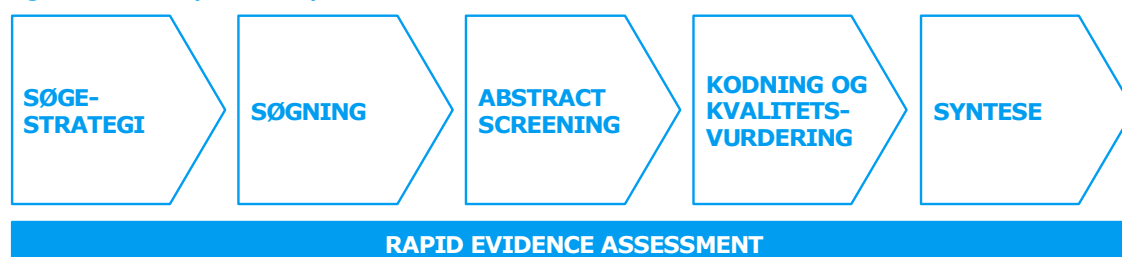 SØGE-
STRATEGI
SØGNING
ABSTRACT
SCREENING
KODNING OG
KVALITETS-
VURDERING
SYNTESE
RAPID EVIDENCE ASSESSMENT